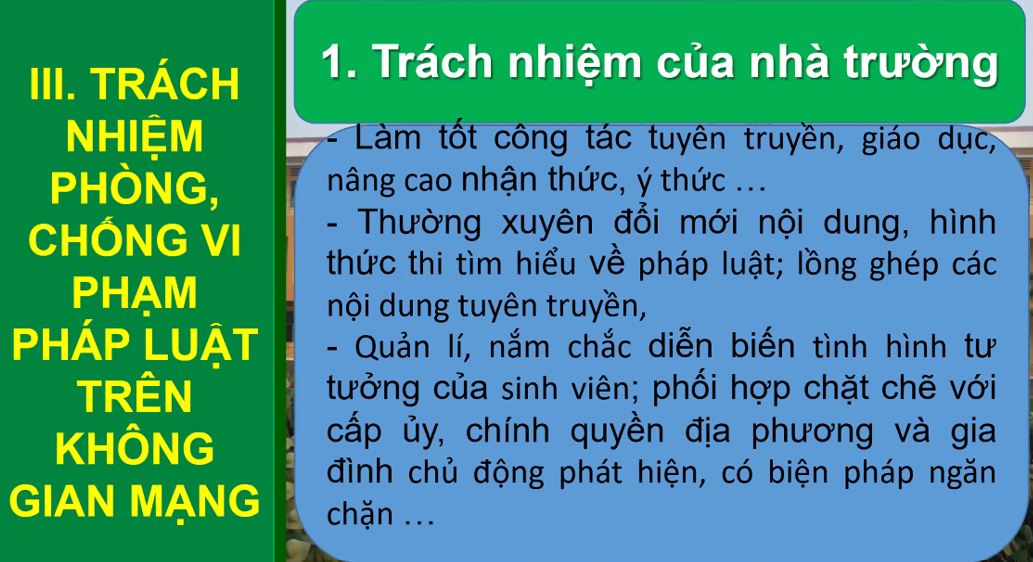 III. TRÁCH
NHIỆM
PHÒNG,
CHỐNG VI
PHẠM
PHÁP LUẬT
TRÊN
KHÔNG
GIAN MẠNG
1. Trách nhiệm của nhà trường
- Làm tốt công tác tuyên truyền, giáo dục,
nâng cao nhận thức, ý thức ...
- Thường xuyên đổi mới nội dung, hình
thức thi tìm hiểu về pháp luật; lồng ghép các
nội dung tuyên truyền,
- Quản lí, nắm chắc diễn biến tình hình tư
tưởng của sinh viên; phối hợp chặt chẽ với
cấp ủy, chính quyền địa phương và gia
đình chủ động phát hiện, có biện pháp ngăn
chặn ...